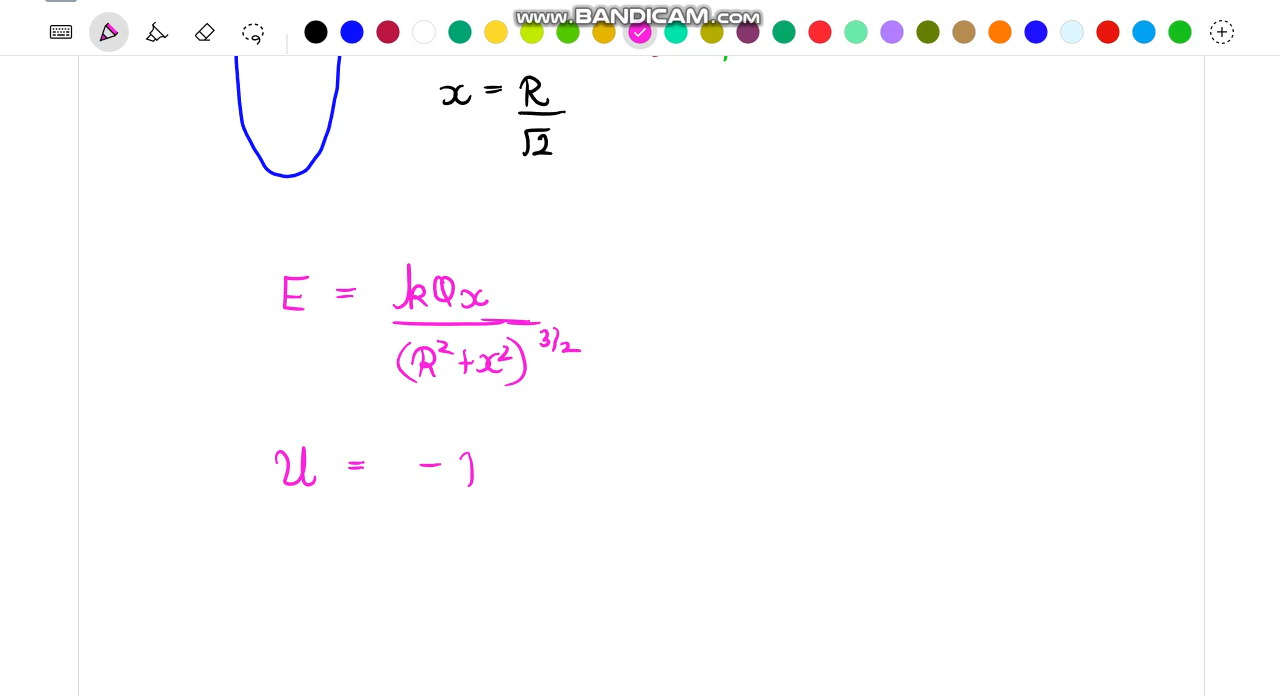 www.BANDICAM.com
x = R
√2
E = kQx
(R²+x²)^3/2
U = -